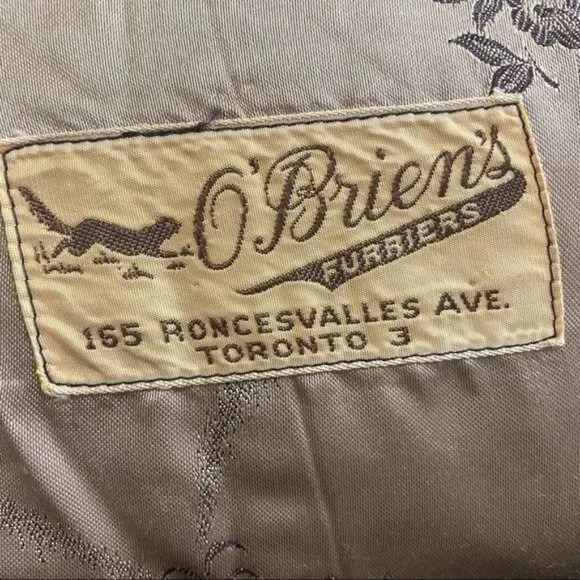 O'Brien's
FURRIERS
165 RONCESVALLES AVE.
TORONTO 3